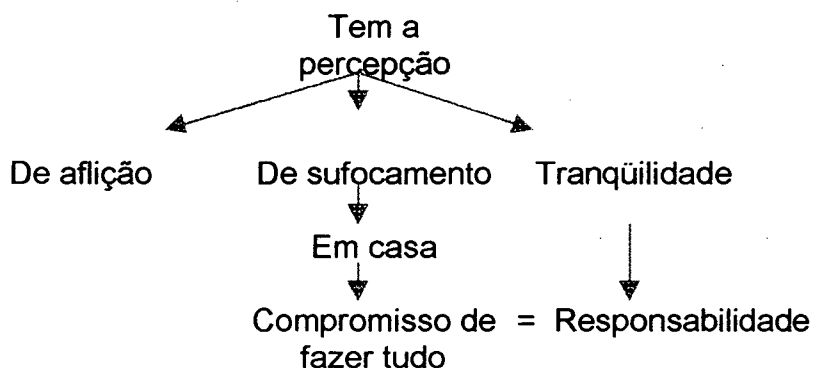 Tem a
percepção
De aflição De sufocamento Tranqüilidade
Em casa
Compromisso de = Responsabilidade
fazer tudo